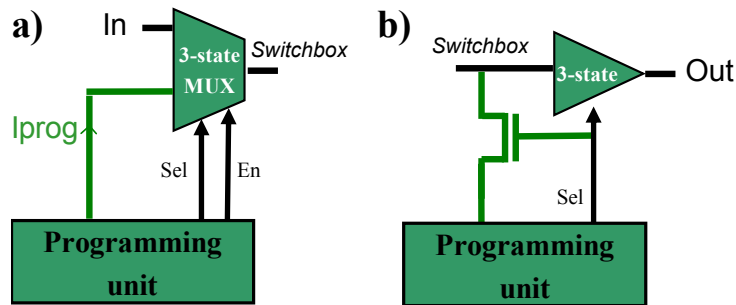 a)
In
3-state
MUX
Switchbox
Iprog
Sel
En
Programming
unit
b)
Switchbox
3-state
Out
Sel
Programming
unit